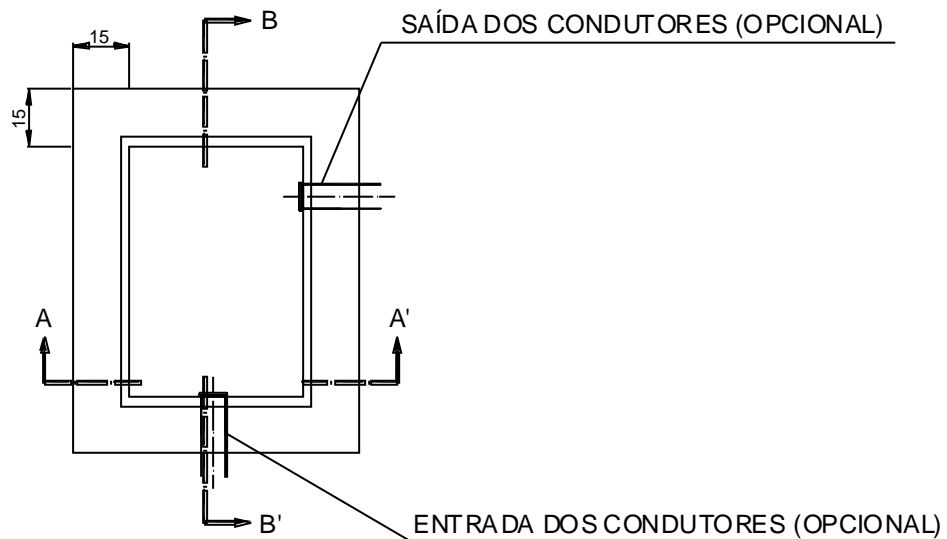 B
SAÍDA DOS CONDUTORES (OPCIONAL)
15
15
A
A'
B'
ENTRADA DOS CONDUTORES (OPCIONAL)